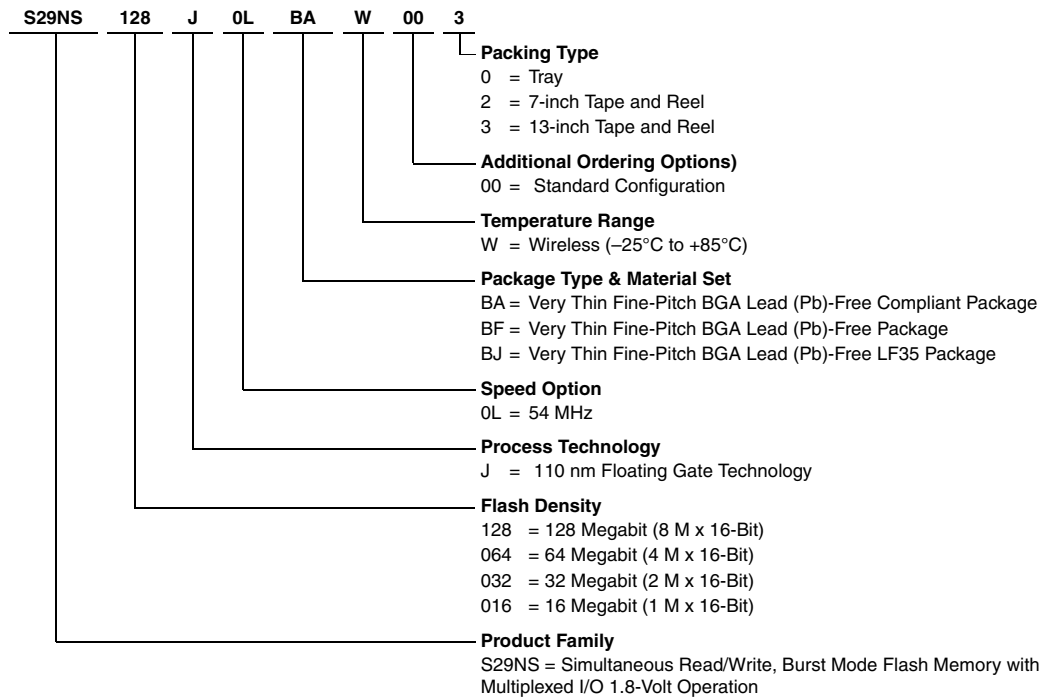 S29NS 128 J 0L BA W 00 3
Packing Type
0 = Tray
2 = 7-inch Tape and Reel
3 = 13-inch Tape and Reel
Additional Ordering Options)
00 = Standard Configuration
Temperature Range
W = Wireless (–25°C to +85°C)
Package Type & Material Set
BA = Very Thin Fine-Pitch BGA Lead (Pb)-Free Compliant Package
BF = Very Thin Fine-Pitch BGA Lead (Pb)-Free Package
BJ = Very Thin Fine-Pitch BGA Lead (Pb)-Free LF35 Package
Speed Option
0L = 54 MHz
Process Technology
J = 110 nm Floating Gate Technology
Flash Density
128 = 128 Megabit (8 M x 16-Bit)
064 = 64 Megabit (4 M x 16-Bit)
032 = 32 Megabit (2 M x 16-Bit)
016 = 16 Megabit (1 M x 16-Bit)
Product Family
S29NS = Simultaneous Read/Write, Burst Mode Flash Memory with
Multiplexed I/O 1.8-Volt Operation